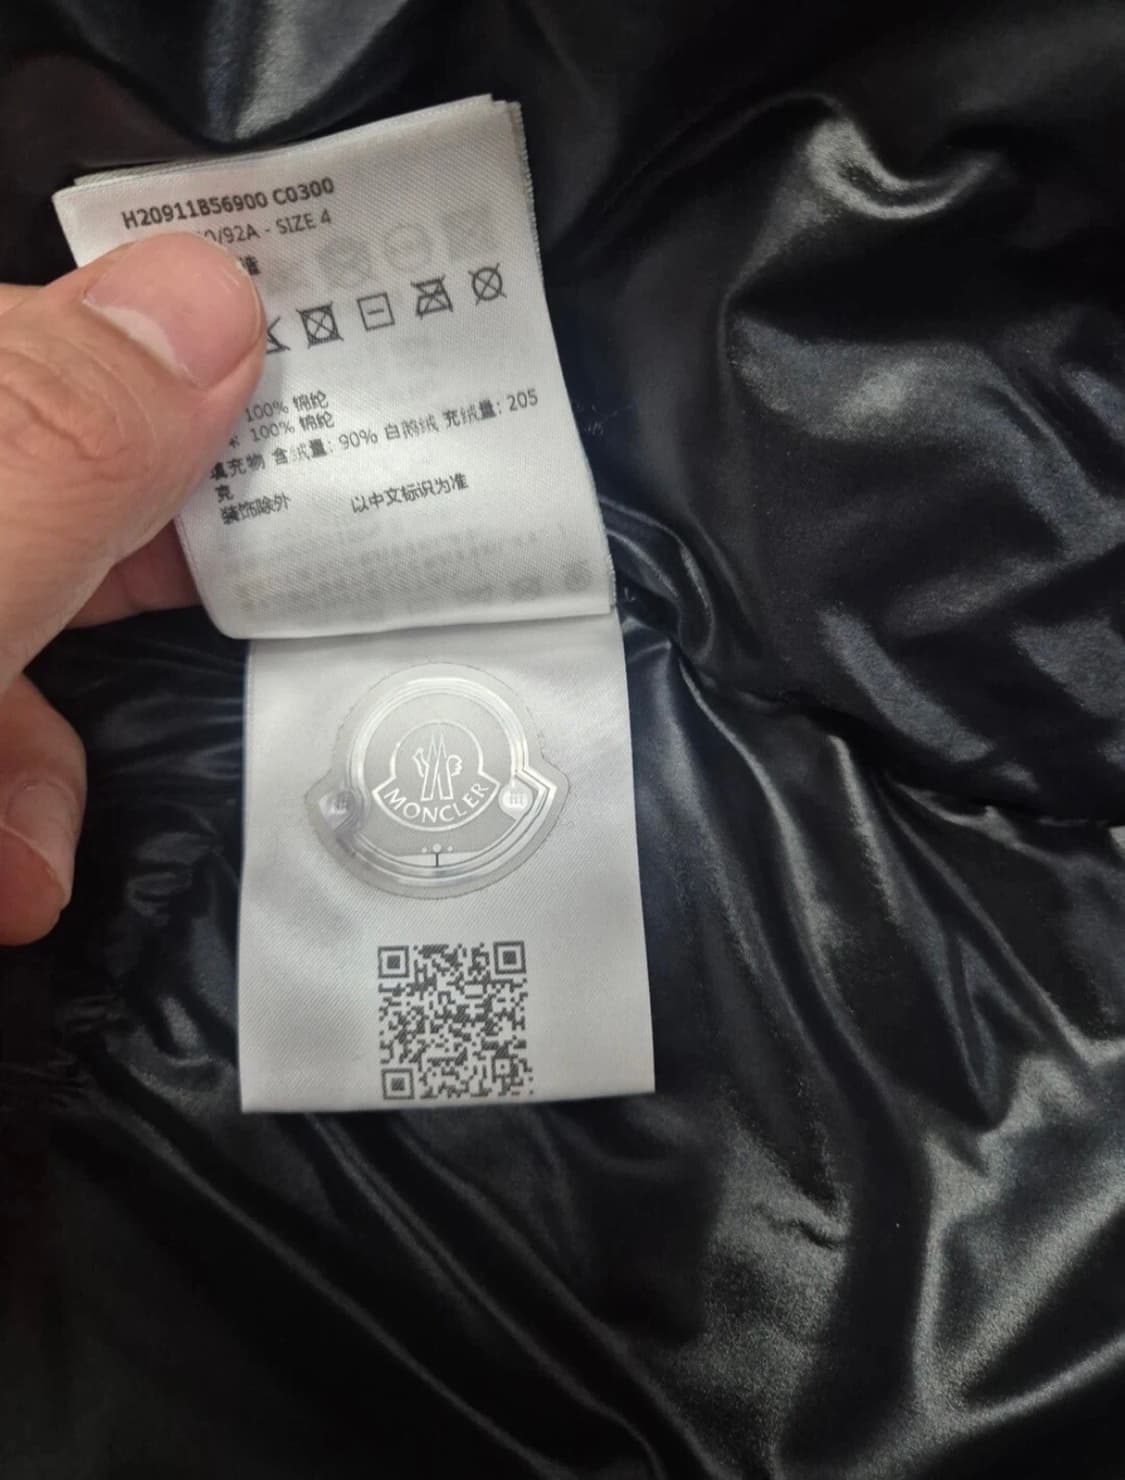 H20911B56900 C0300
0/92A - SIZE 4
准
100% 锦纶
100% 锦纶
填充物 含绒量: 90% 白鹅绒 充绒量: 205
克
装饰除外 以中文标识为准
MONCLER